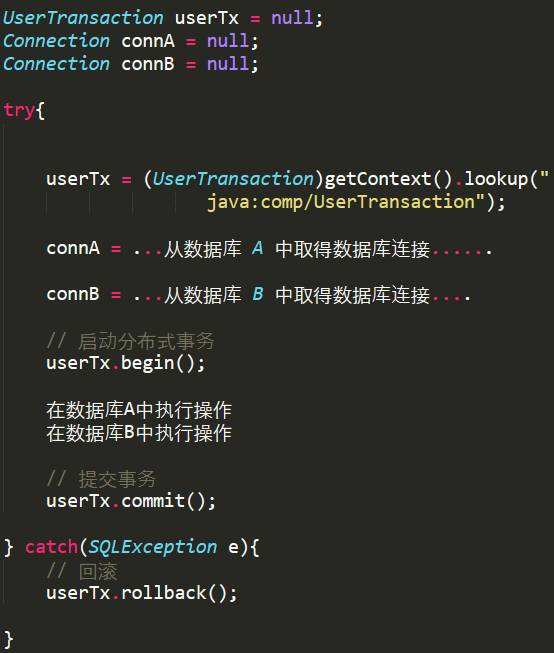 UserTransaction userTx = null;
Connection connA = null;
Connection connB = null;
try{
userTx = (UserTransaction)getContext().lookup("
java:comp/UserTransaction");
connA = ...从数据库 A 中取得数据库连接......
connB = ...从数据库 B 中取得数据库连接....
// 启动分布式事务
userTx.begin();
在数据库A中执行操作
在数据库B中执行操作
// 提交事务
userTx.commit();
} catch(SQLException e){
// 回滚
userTx.rollback();
}